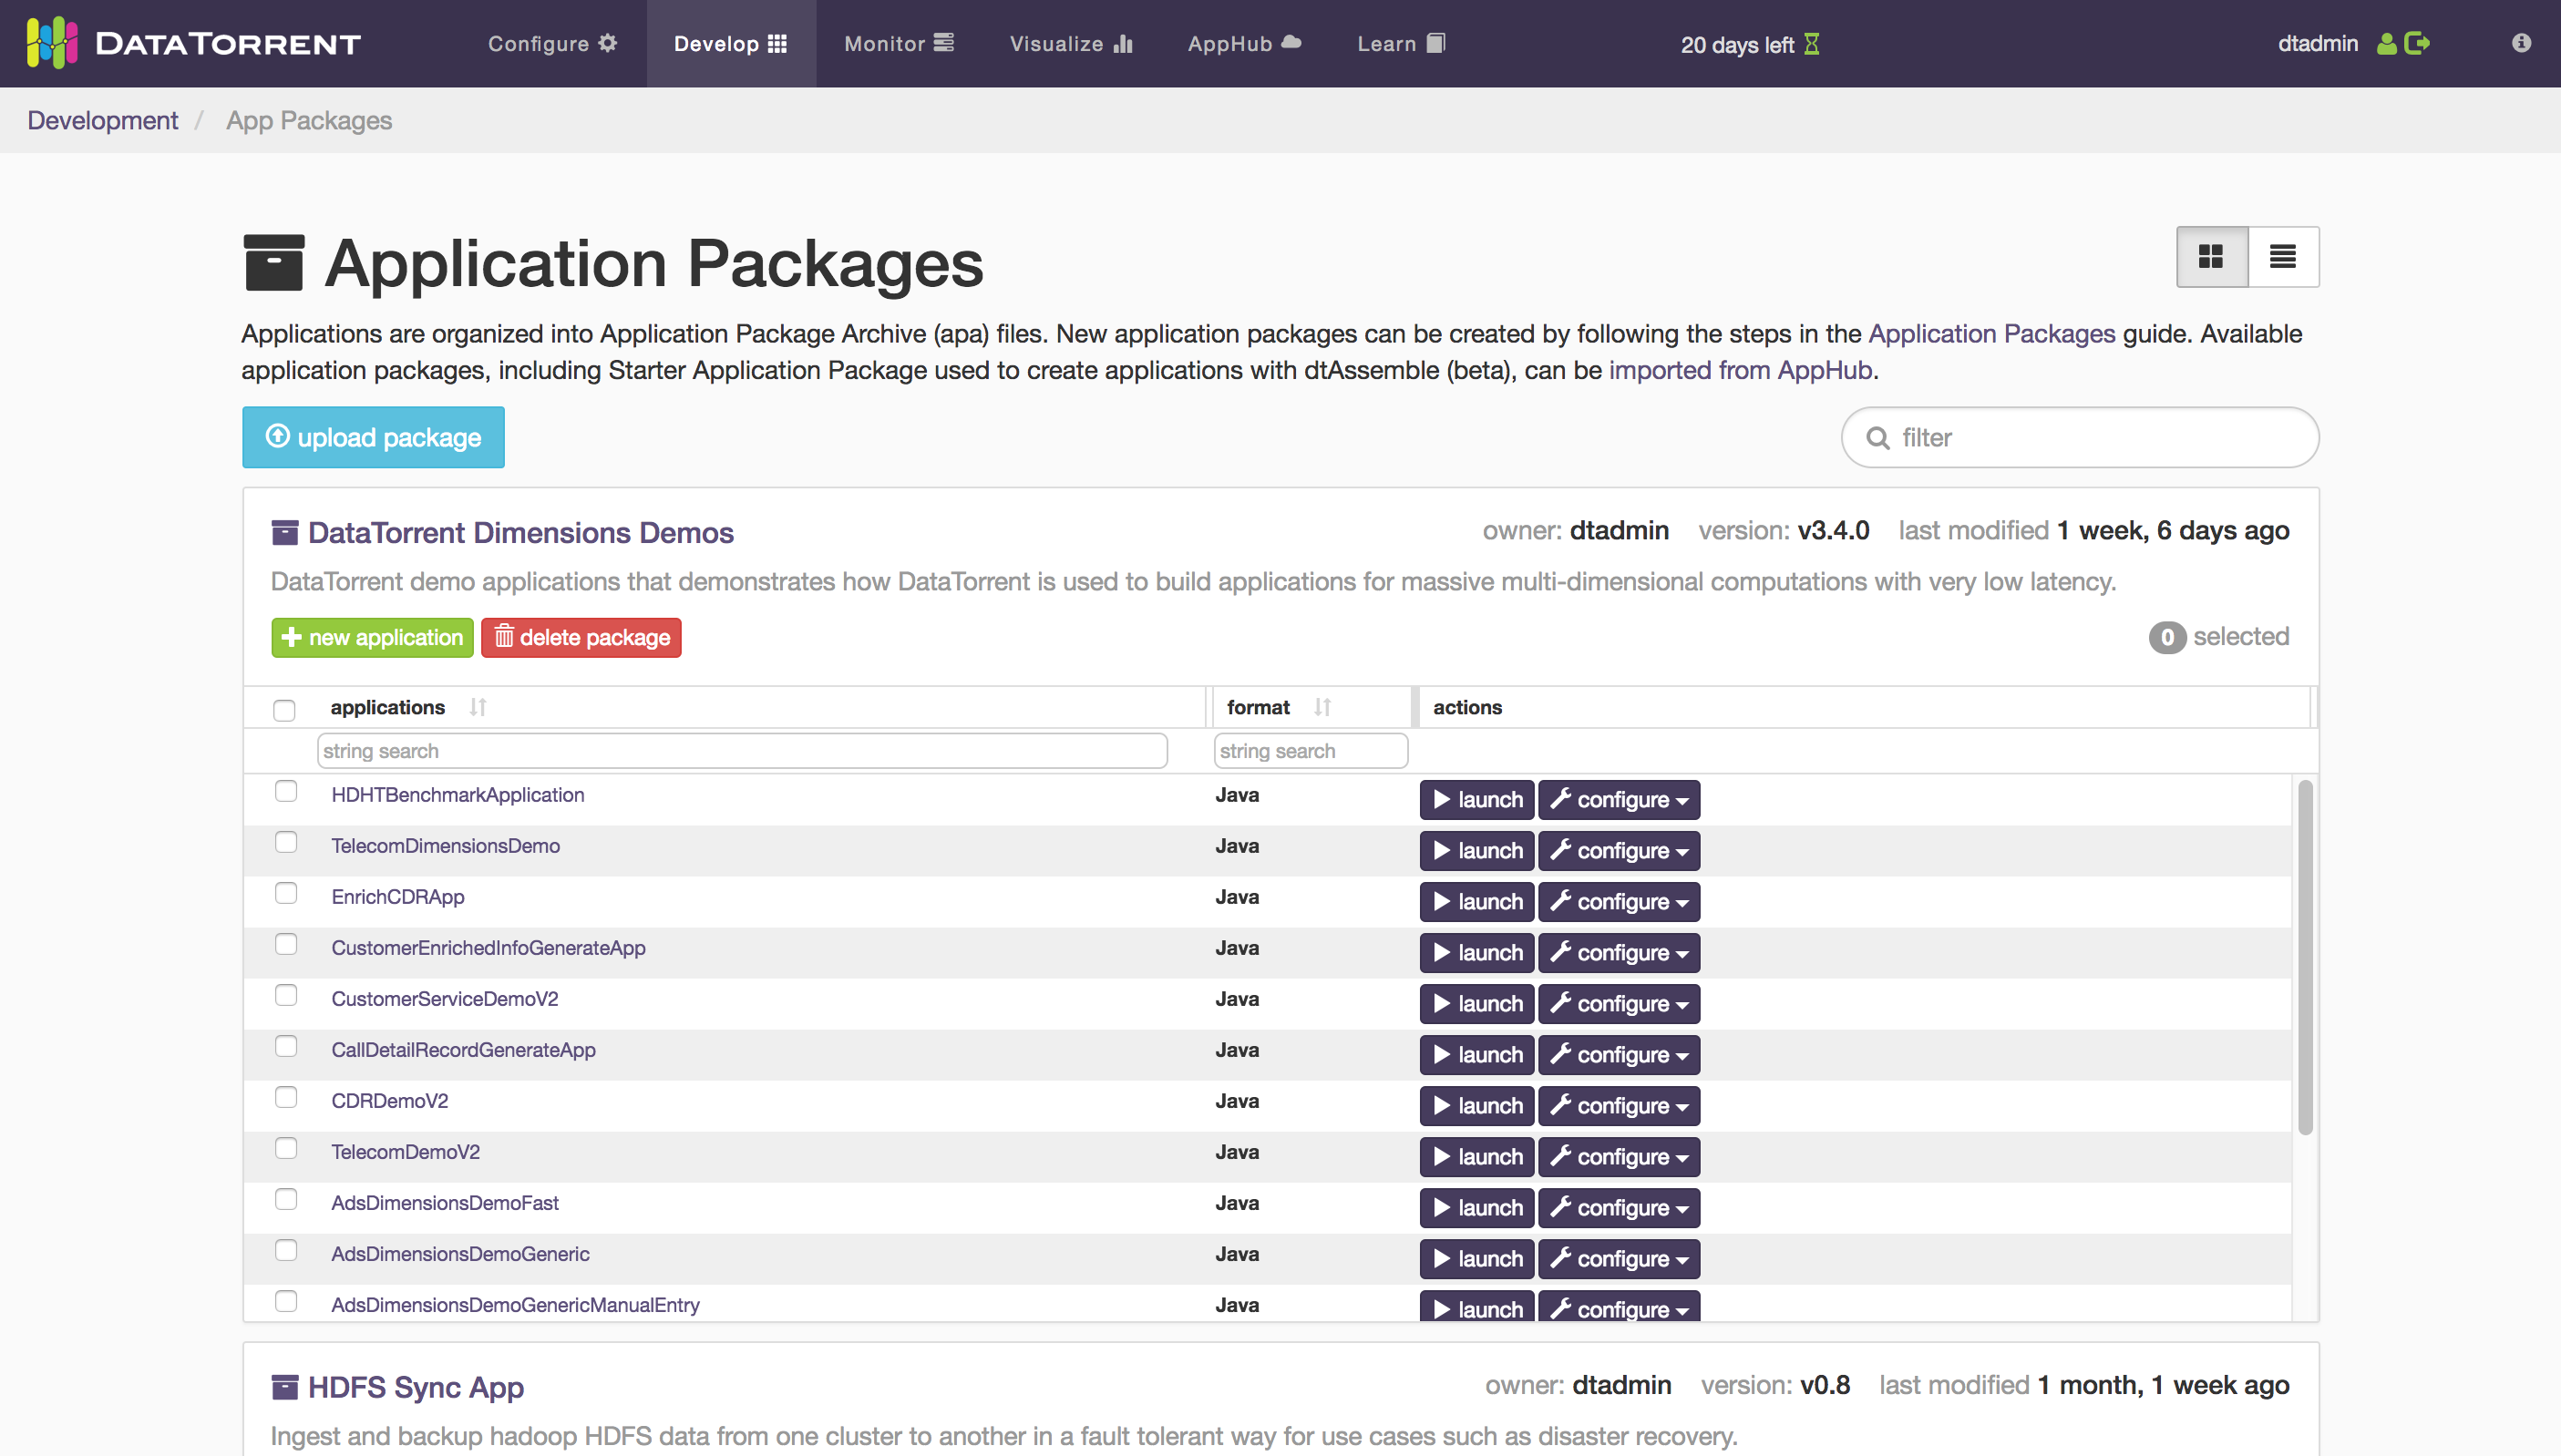 DATATORRENT Configure Develop Monitor Visualize AppHub Learn 20 days left dtadmin
Development / App Packages
Application Packages
Applications are organized into Application Package Archive (apa) files. New application packages can be created by following the steps in the Application Packages guide. Available
application packages, including Starter Application Package used to create applications with dtAssemble (beta), can be imported from AppHub.
upload package filter
DataTorrent Dimensions Demos owner: dtadmin version: v3.4.0 last modified 1 week, 6 days ago
DataTorrent demo applications that demonstrates how DataTorrent is used to build applications for massive multi-dimensional computations with very low latency.
new application delete package 0 selected
applications format actions
string search string search
HDHTBenchmarkApplication Java launch configure
TelecomDimensionsDemo Java launch configure
EnrichCDRApp Java launch configure
CustomerEnrichedInfoGenerateApp Java launch configure
CustomerServiceDemoV2 Java launch configure
CallDetailRecordGenerateApp Java launch configure
CDRDemoV2 Java launch configure
TelecomDemoV2 Java launch configure
AdsDimensionsDemoFast Java launch configure
AdsDimensionsDemoGeneric Java launch configure
AdsDimensionsDemoGenericManualEntry Java launch configure
HDFS Sync App owner: dtadmin version: v0.8 last modified 1 month, 1 week ago
Ingest and backup hadoop HDFS data from one cluster to another in a fault tolerant way for use cases such as disaster recovery.